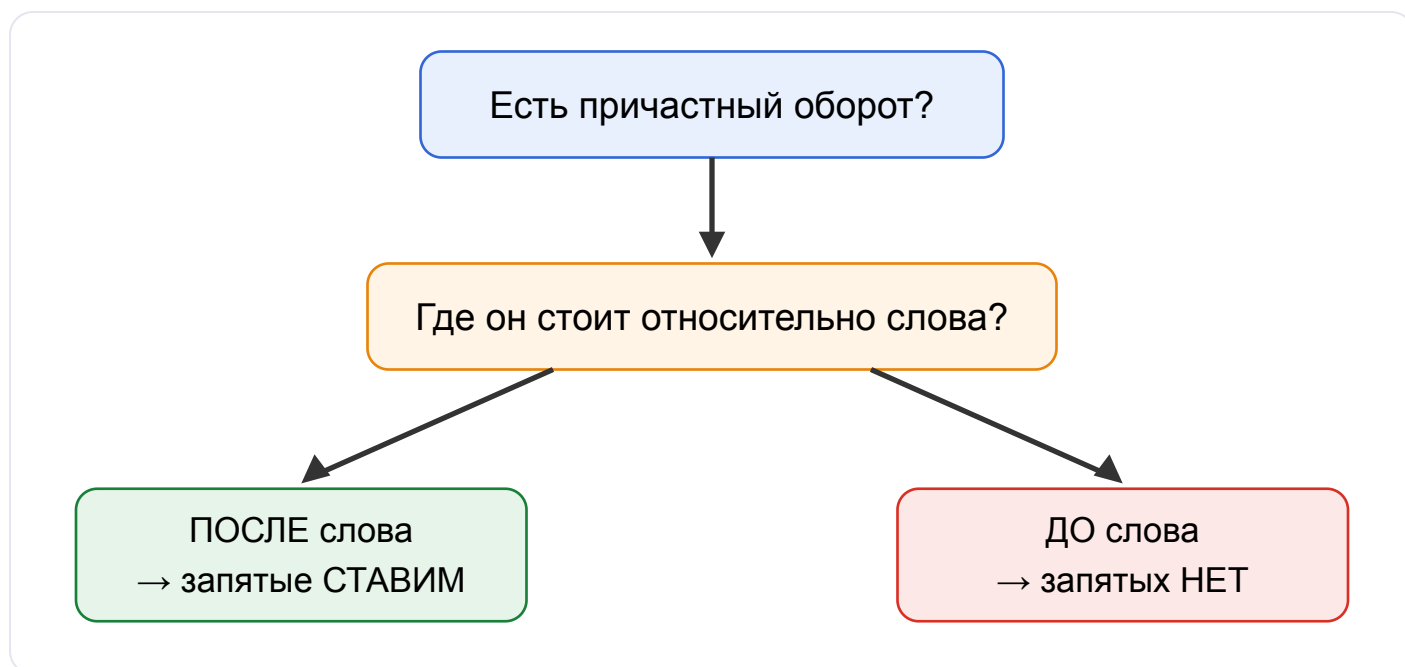 Есть причастный оборот?
Где он стоит относительно слова?
ПОСЛЕ слова
→ запятые СТАВИМ
ДО слова
→ запятых НЕТ